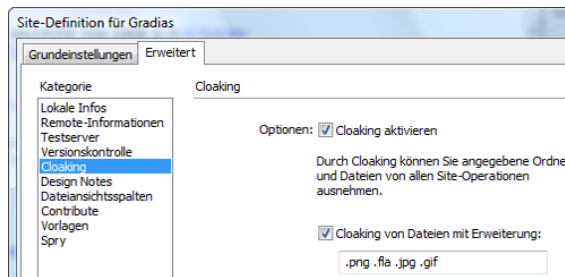 Site-Definition für Gradias
Grundeinstellungen
Erweitert
Kategorie
Lokale Infos
Remote-Informationen
Testserver
Versionskontrolle
Cloaking
Design Notes
Dateiansichtsspalten
Contribute
Vorlagen
Spry
Cloaking
Optionen: Cloaking aktivieren
Durch Cloaking können Sie angegebene Ordne
und Dateien von allen Site-Operationen
ausnehmen.
Cloaking von Dateien mit Erweiterung:
.png .fla .jpg .gif